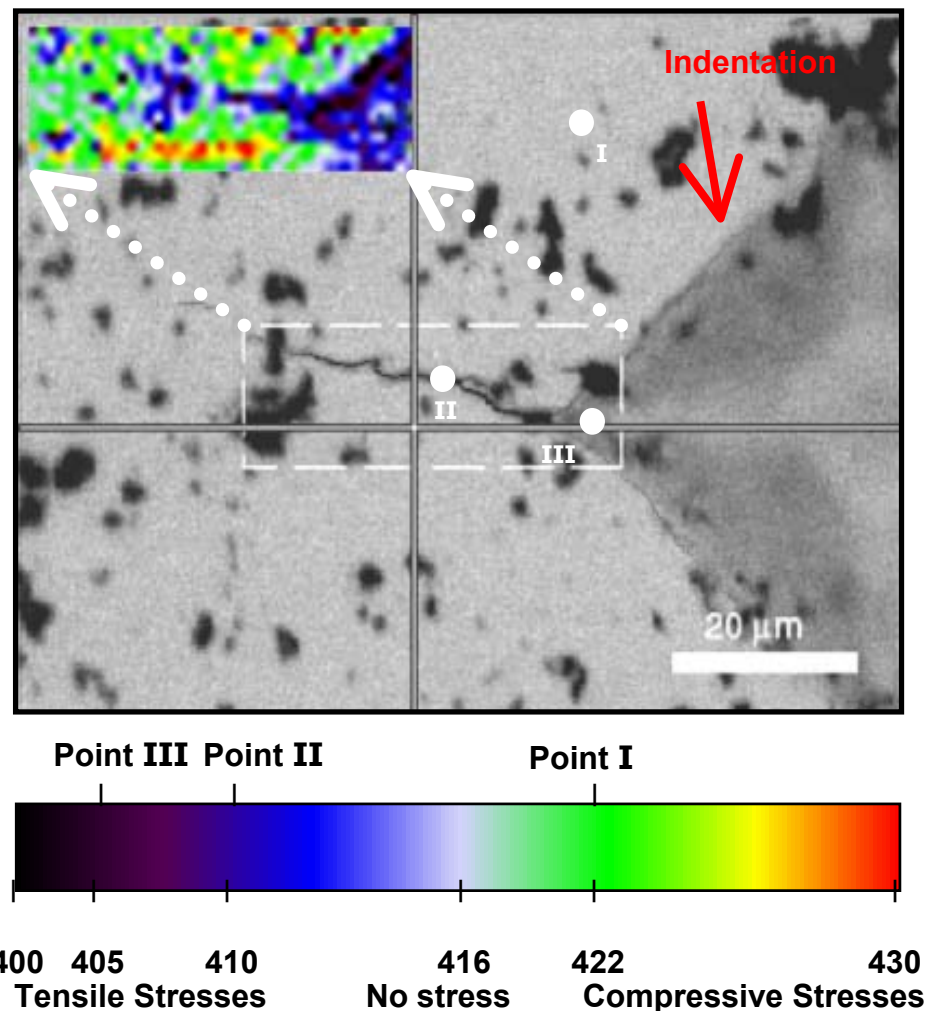 Indentation
I
II
III
20 µm
Point III Point II Point I
400 405 410 416 422 430
Tensile Stresses No stress Compressive Stresses